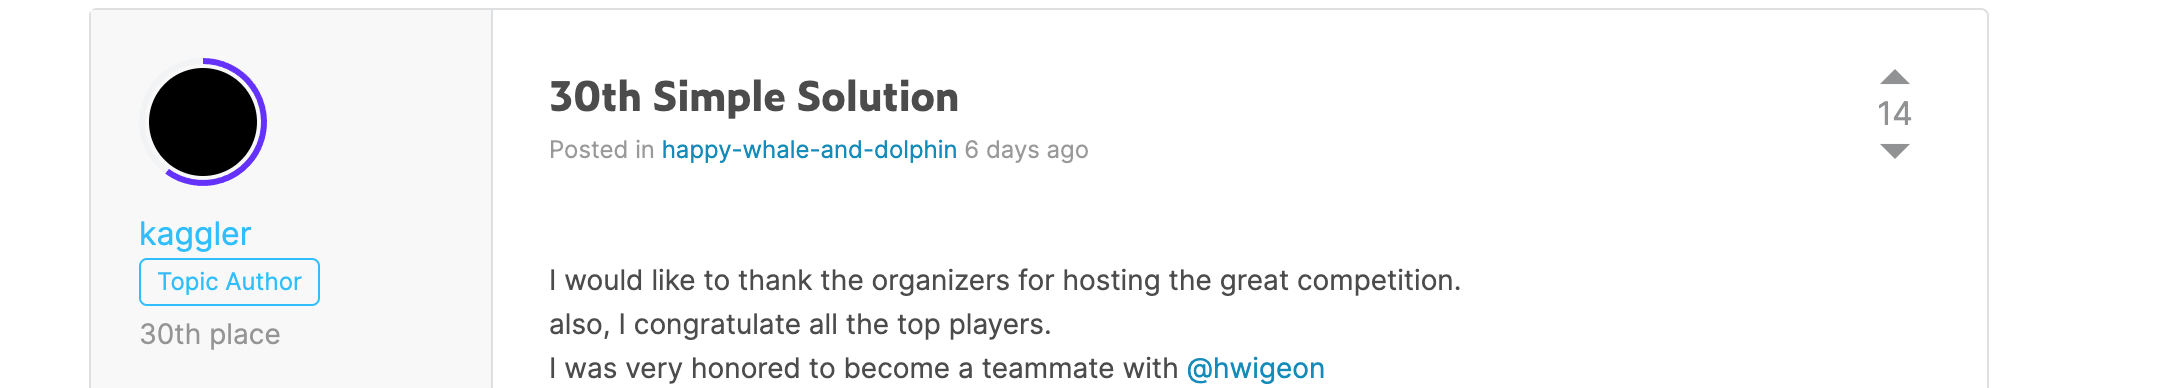 kaggler
Topic Author
30th place
30th Simple Solution
Posted in happy-whale-and-dolphin 6 days ago
14
I would like to thank the organizers for hosting the great competition.
also, I congratulate all the top players.
I was very honored to become a teammate with @hwigeon